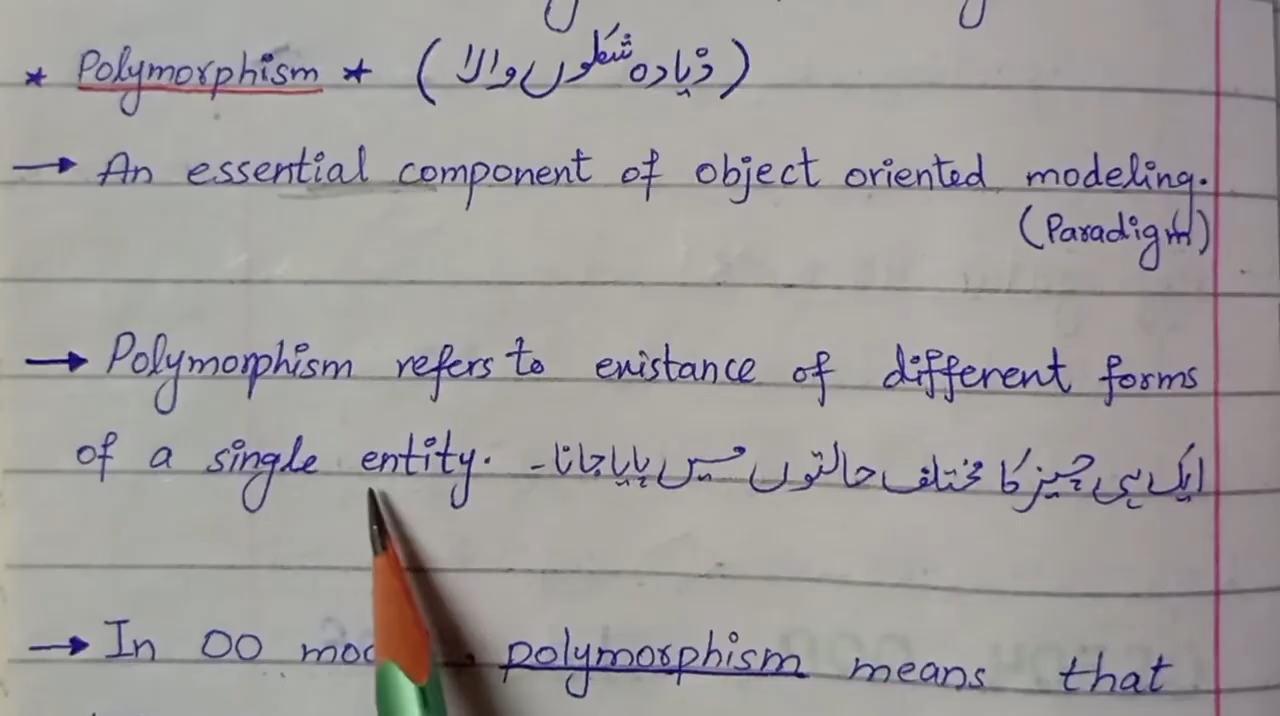 * Polymorphism * (زیادہ شکلوں والا)
→ An essential component of object oriented modeling.
(Paradigm)
→ Polymorphism refers to existance of different forms
of a single entity. ایک ہی چیز کا مختلف حالتوں میں پایا جانا۔
→ In OO polymorphism means that